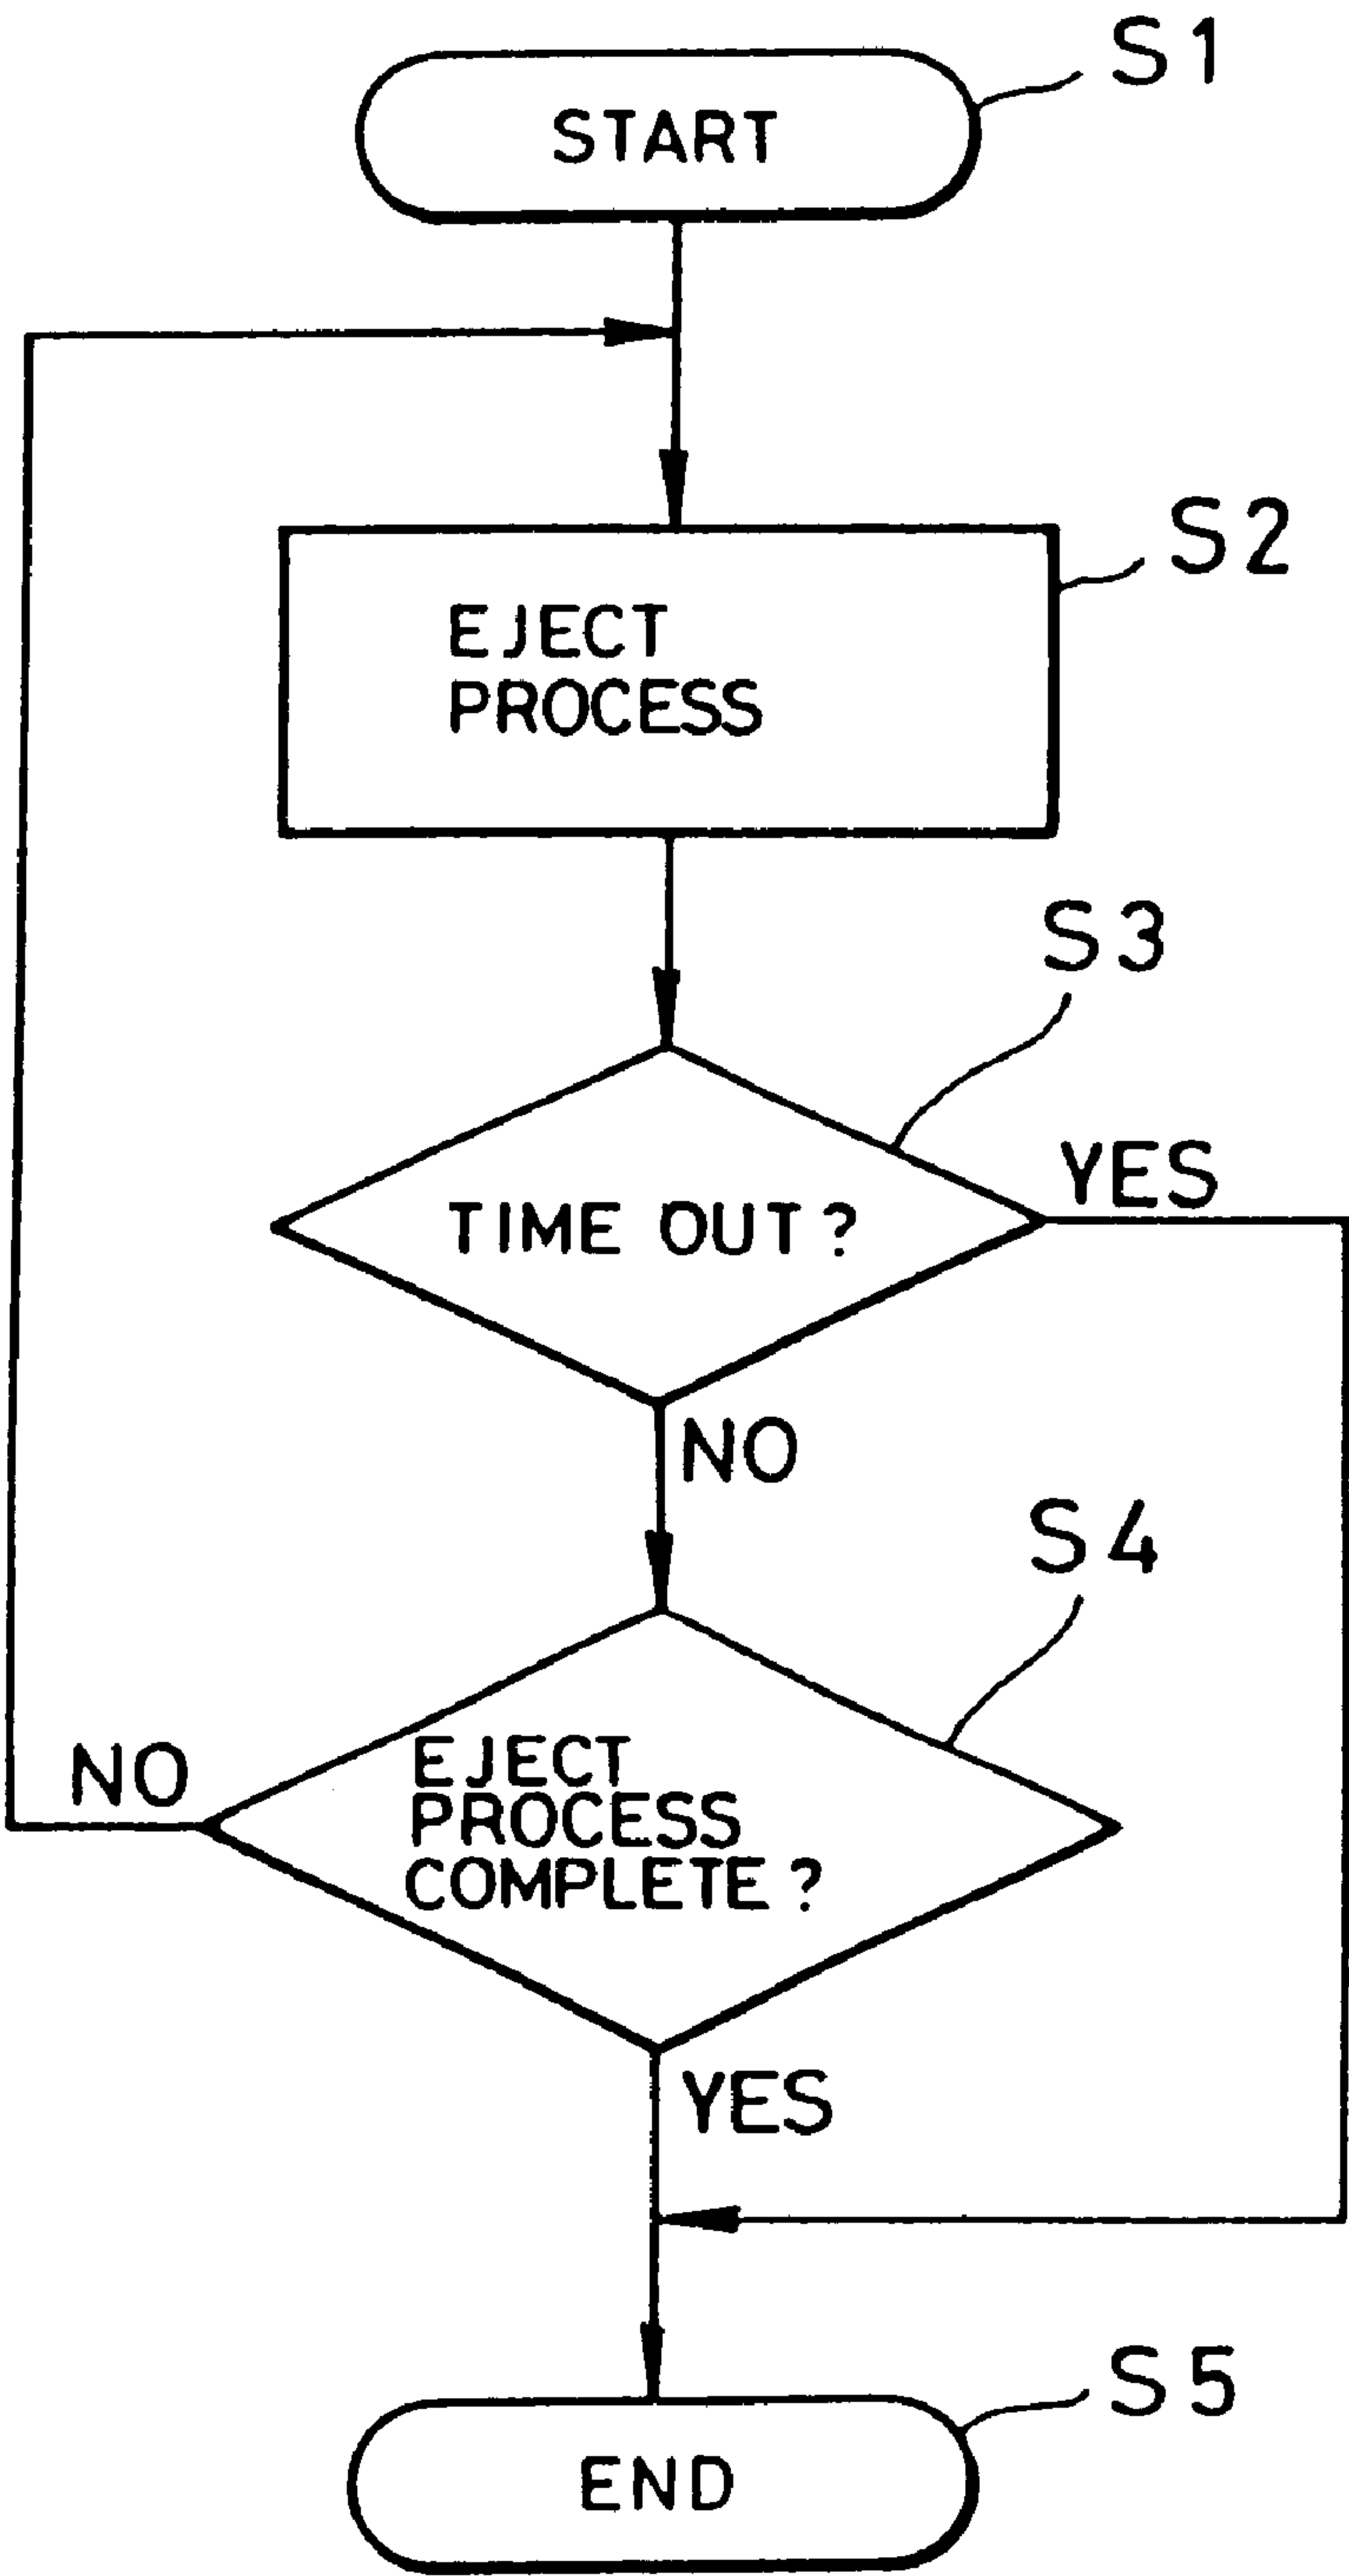 S1
START
S2
EJECT
PROCESS
S3
YES
TIME OUT?
NO
S4
EJECT
PROCESS
COMPLETE?
NO
YES
S5
END